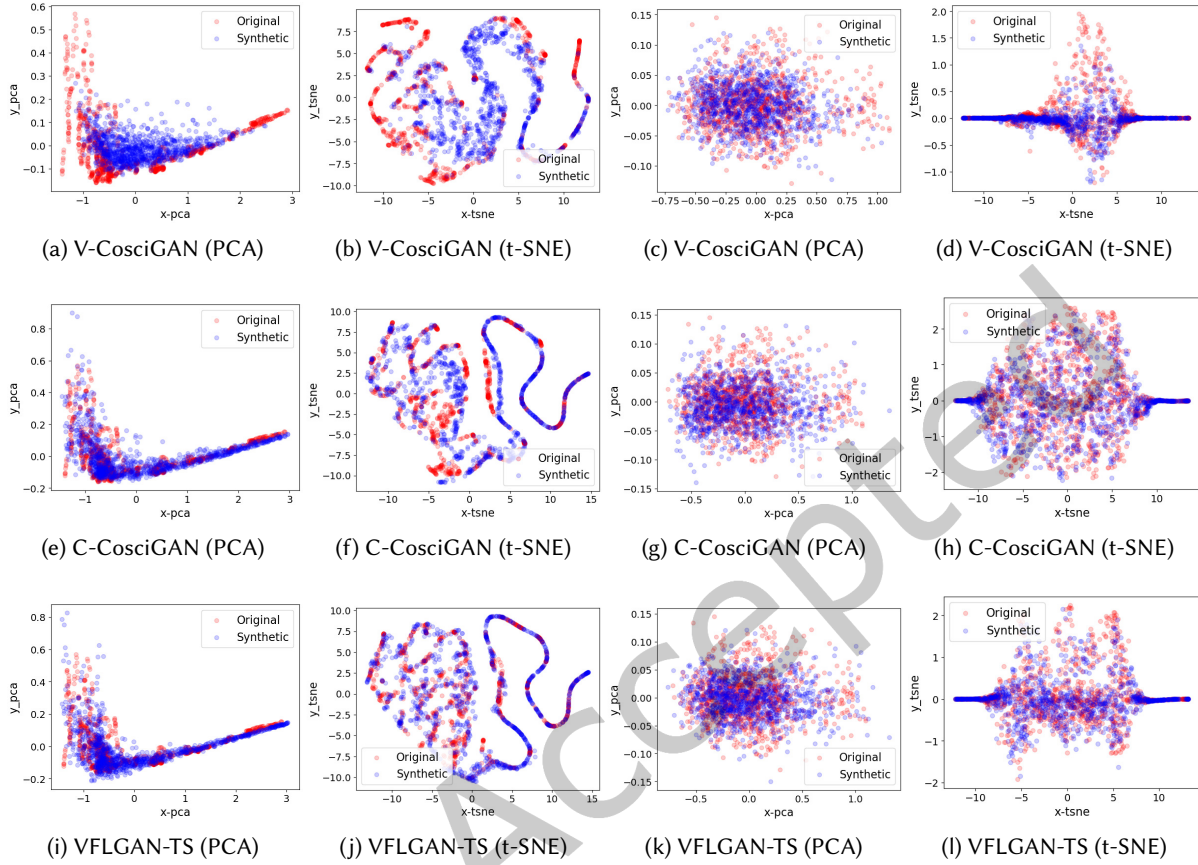 0.6
0.5
0.4
0.3
0.2
0.1
0.0
−0.1
y_pca
−1 0 1 2 3
x-pca
Original
Synthetic
(a) V-CosciGAN (PCA)
7.5
5.0
2.5
0.0
−2.5
−5.0
−7.5
−10.0
y_tsne
−10 −5 0 5 10
x-tsne
Original
Synthetic
(b) V-CosciGAN (t-SNE)
0.15
0.10
0.05
0.00
−0.05
−0.10
y_pca
−0.75 −0.50 −0.25 0.00 0.25 0.50 0.75 1.00
x-pca
Original
Synthetic
(c) V-CosciGAN (PCA)
2.0
1.5
1.0
0.5
0.0
−0.5
−1.0
y_tsne
−10 −5 0 5 10
x-tsne
Original
Synthetic
(d) V-CosciGAN (t-SNE)
0.8
0.6
0.4
0.2
0.0
−0.2
y_pca
−1 0 1 2 3
x-pca
Original
Synthetic
(e) C-CosciGAN (PCA)
10.0
7.5
5.0
2.5
0.0
−2.5
−5.0
−7.5
−10.0
y_tsne
−10 −5 0 5 10 15
x-tsne
Original
Synthetic
(f) C-CosciGAN (t-SNE)
0.15
0.10
0.05
0.00
−0.05
−0.10
−0.15
y_pca
−0.5 0.0 0.5 1.0
x-pca
Original
Synthetic
(g) C-CosciGAN (PCA)
2
1
0
−1
−2
y_tsne
−10 −5 0 5 10
x-tsne
Original
Synthetic
(h) C-CosciGAN (t-SNE)
0.8
0.6
0.4
0.2
0.0
−0.2
y_pca
−1 0 1 2 3
x-pca
Original
Synthetic
(i) VFLGAN-TS (PCA)
10.0
7.5
5.0
2.5
0.0
−2.5
−5.0
−7.5
−10.0
y_tsne
−10 −5 0 5 10 15
x-tsne
Original
Synthetic
(j) VFLGAN-TS (t-SNE)
0.15
0.10
0.05
0.00
−0.05
−0.10
−0.15
y_pca
−0.5 0.0 0.5 1.0
x-pca
Original
Synthetic
(k) VFLGAN-TS (PCA)
2
1
0
−1
−2
y_tsne
−10 −5 0 5 10
x-tsne
Original
Synthetic
(l) VFLGAN-TS (t-SNE)
Accepted